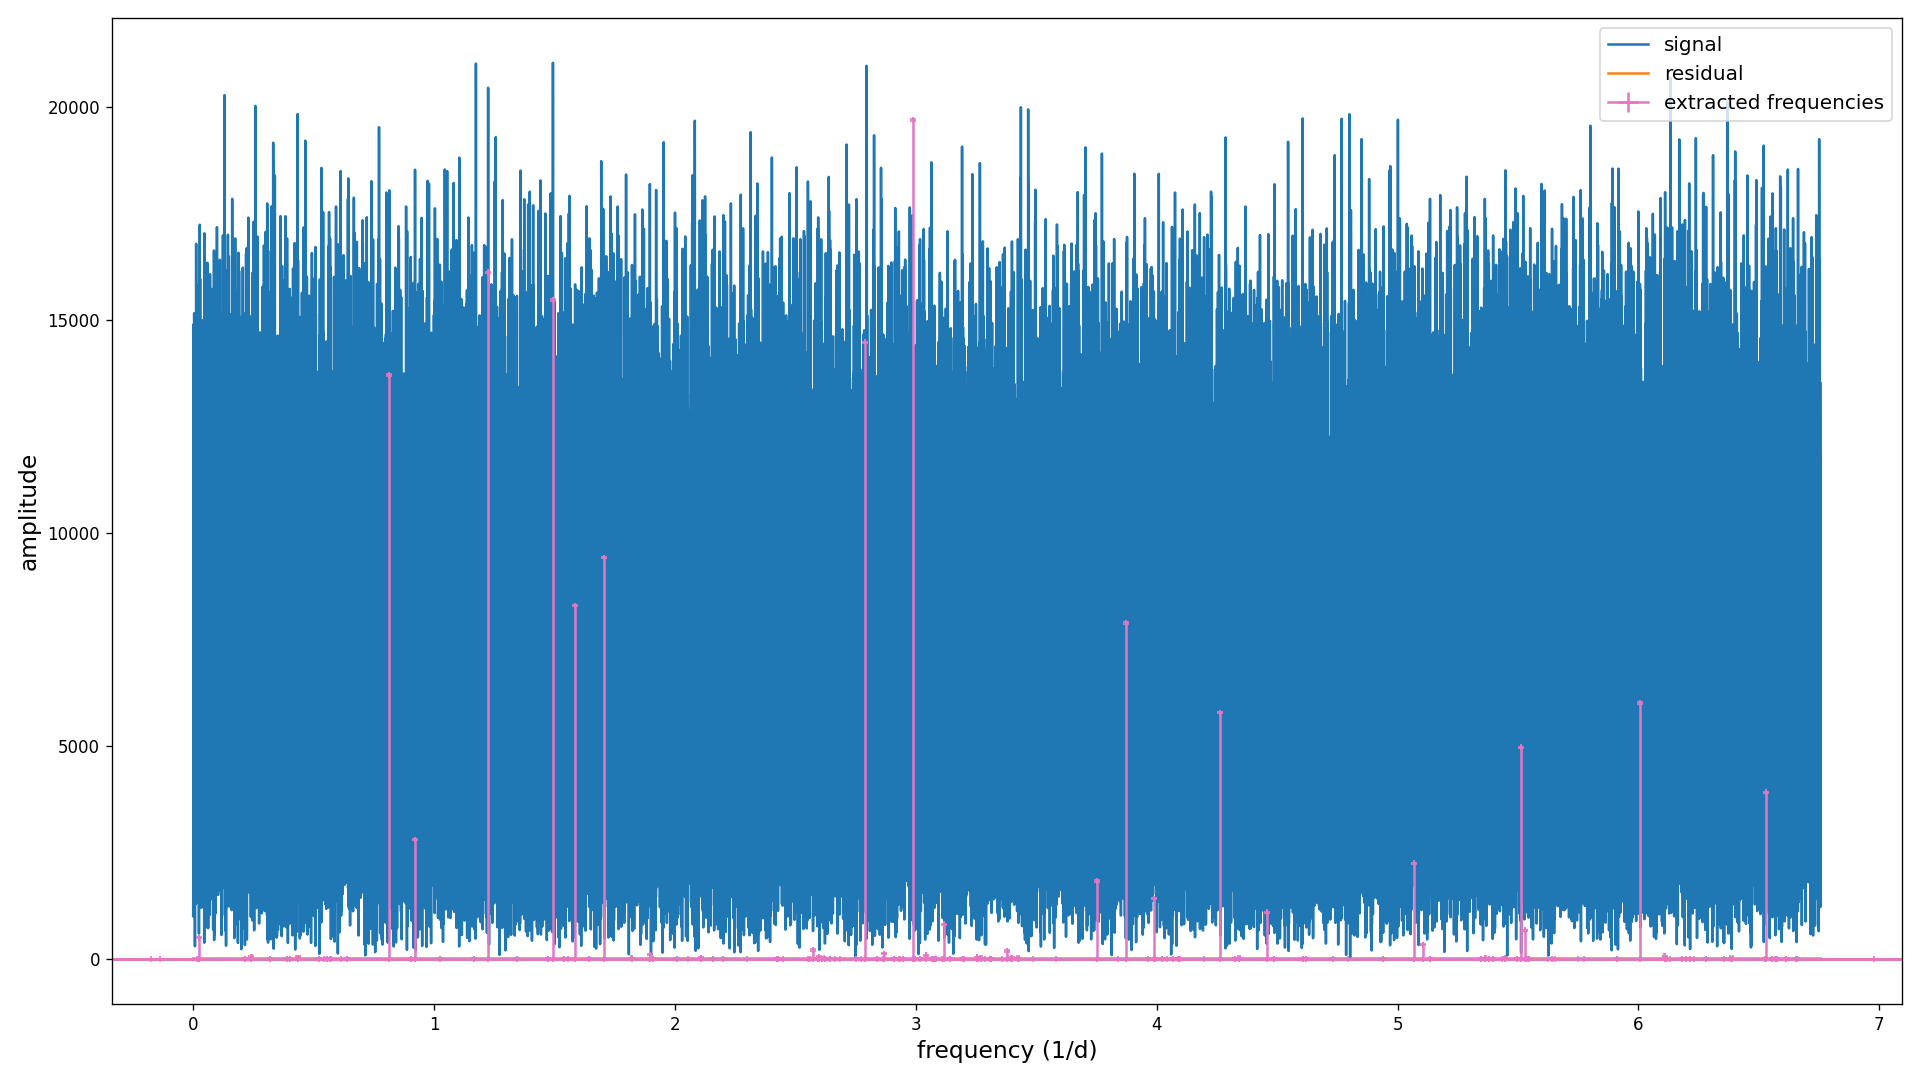 signal
residual
extracted frequencies
amplitude
20000
15000
10000
5000
0
0 1 2 3 4 5 6 7
frequency (1/d)